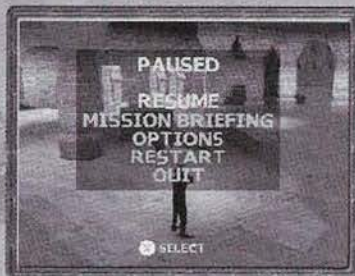 PAUSED
RESUME
MISSION BRIEFING
OPTIONS
RESTART
QUIT
SELECT